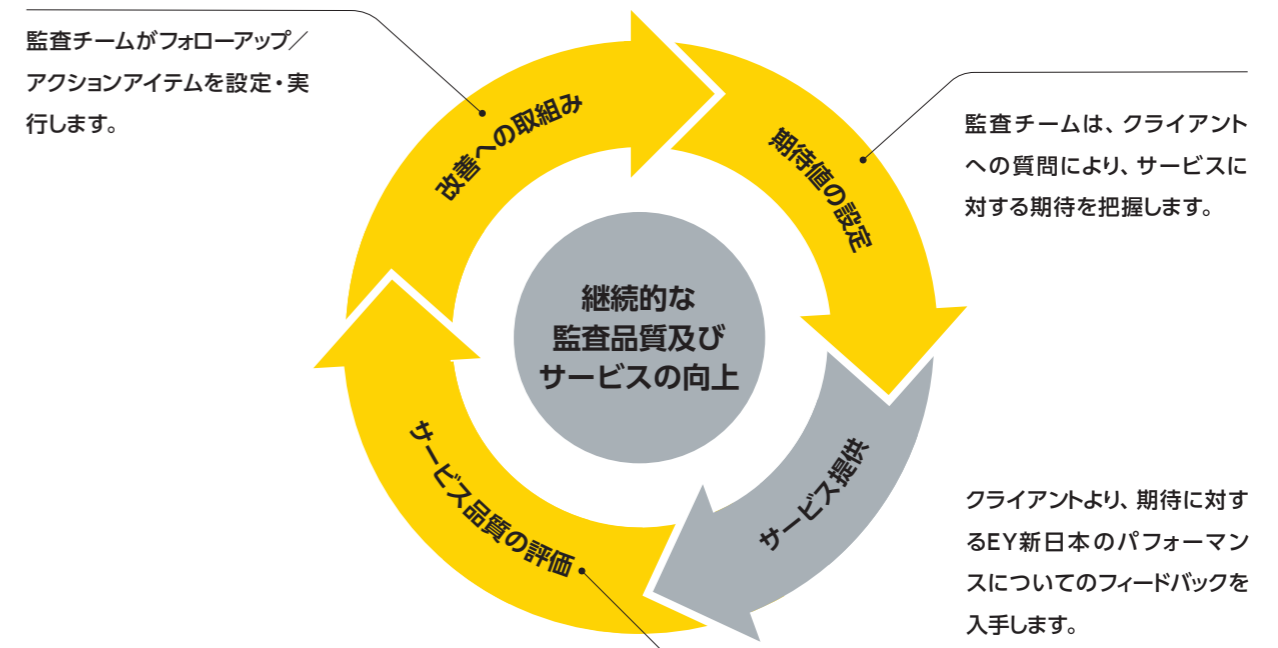 監査チームがフォローアップ／
アクションアイテムを設定・実
行します。
改善への取組み
期待値の設定
監査チームは、クライアント
への質問により、サービスに
対する期待を把握します。
継続的な
監査品質及び
サービスの向上
サービス提供
サービス品質の評価
クライアントより、期待に対す
るEY新日本のパフォーマン
スについてのフィードバックを
入手します。